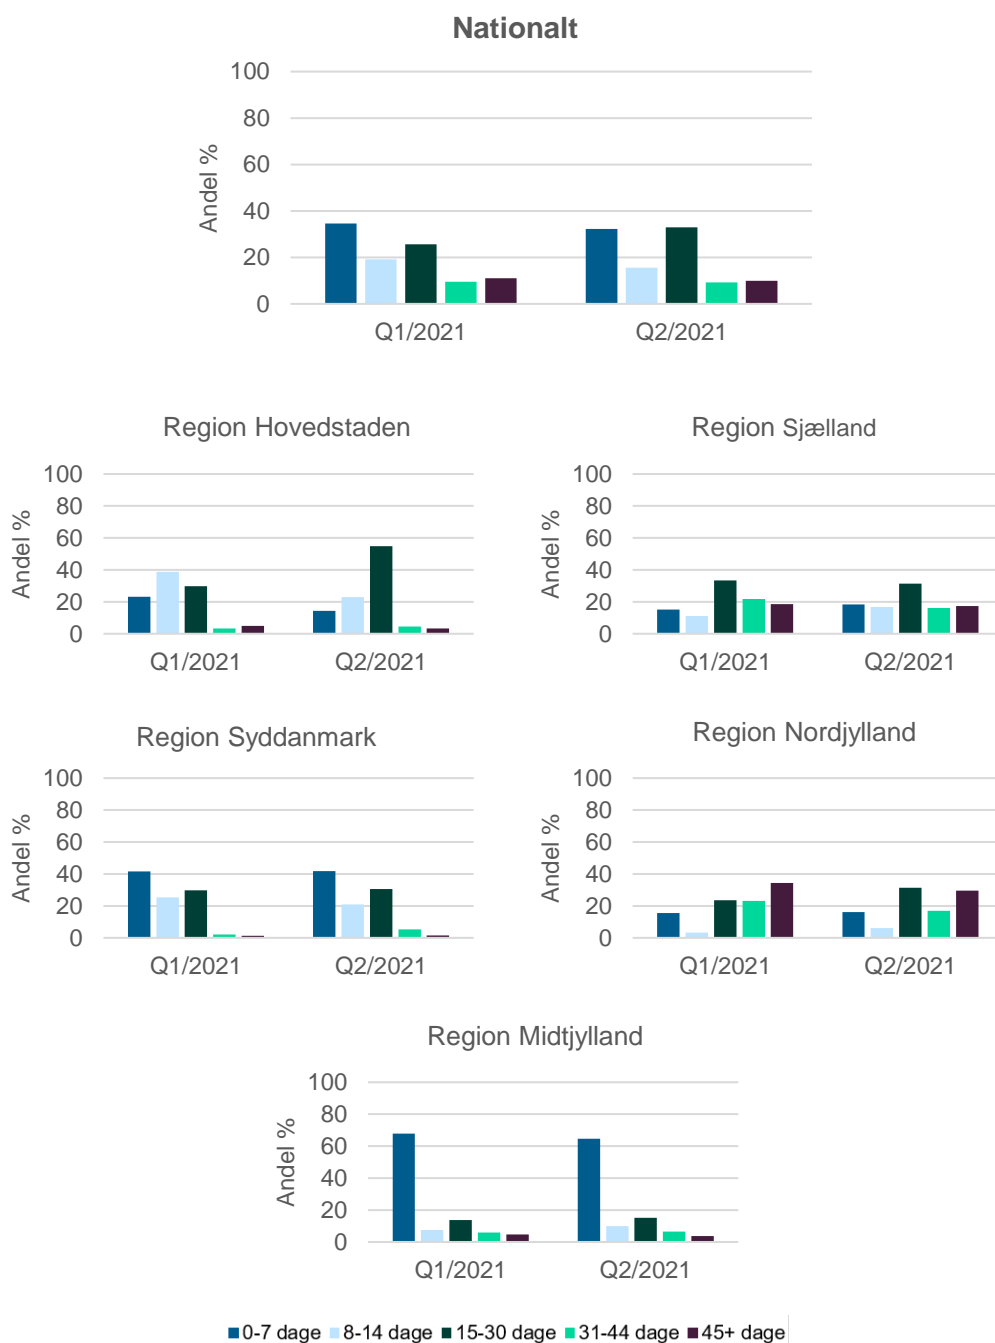 Nationalt
Andel %
100
80
60
40
20
0
Q1/2021 Q2/2021
Region Hovedstaden
Andel %
100
80
60
40
20
0
Q1/2021 Q2/2021
Region Sjælland
Andel %
100
80
60
40
20
0
Q1/2021 Q2/2021
Region Syddanmark
Andel %
100
80
60
40
20
0
Q1/2021 Q2/2021
Region Nordjylland
Andel %
100
80
60
40
20
0
Q1/2021 Q2/2021
Region Midtjylland
Andel %
100
80
60
40
20
0
Q1/2021 Q2/2021
0-7 dage 8-14 dage 15-30 dage 31-44 dage 45+ dage